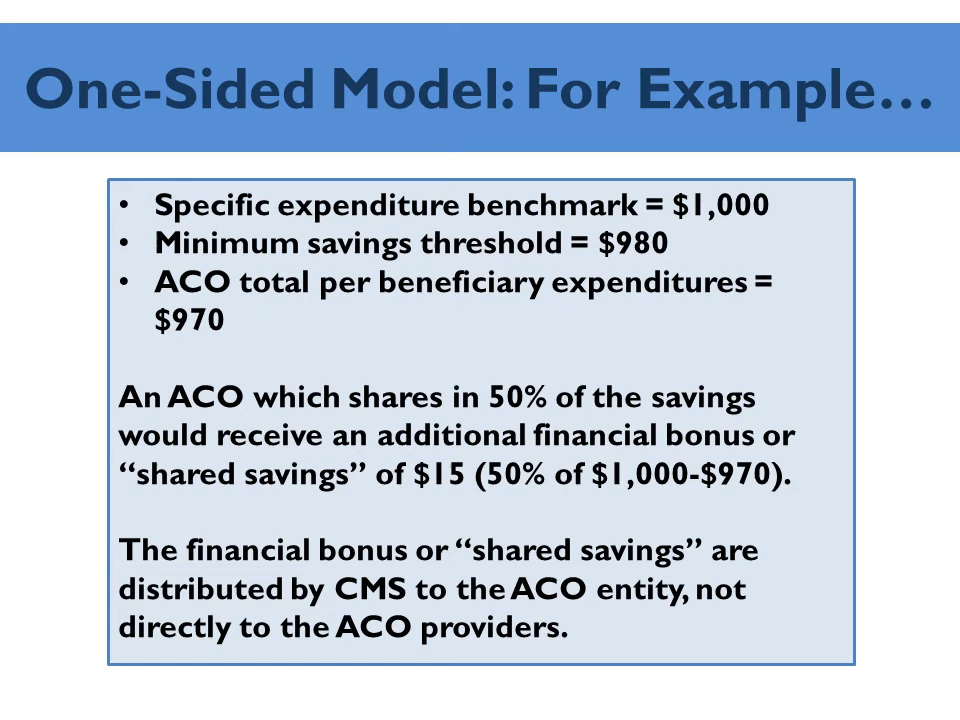 One-Sided Model: For Example…
• Specific expenditure benchmark = $1,000
• Minimum savings threshold = $980
• ACO total per beneficiary expenditures =
$970
An ACO which shares in 50% of the savings
would receive an additional financial bonus or
“shared savings” of $15 (50% of $1,000-$970).
The financial bonus or “shared savings” are
distributed by CMS to the ACO entity, not
directly to the ACO providers.